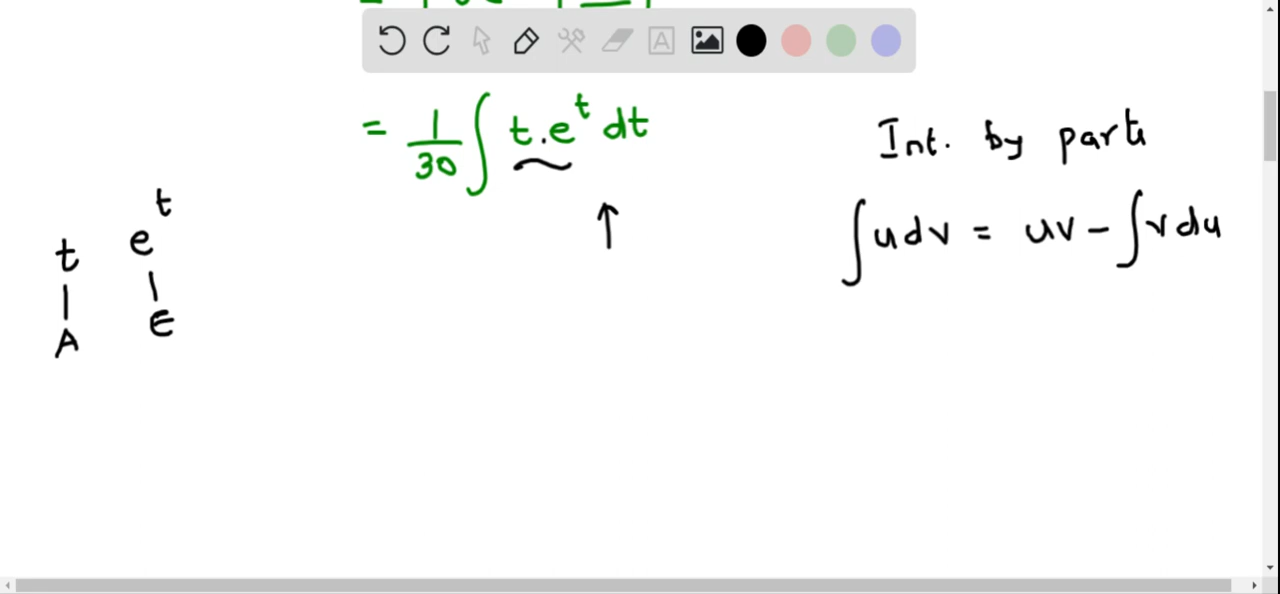 = 1/30 ∫ t.e^t dt
Int. by parts
∫udv = uv - ∫vdu
t e^t
| |
A E